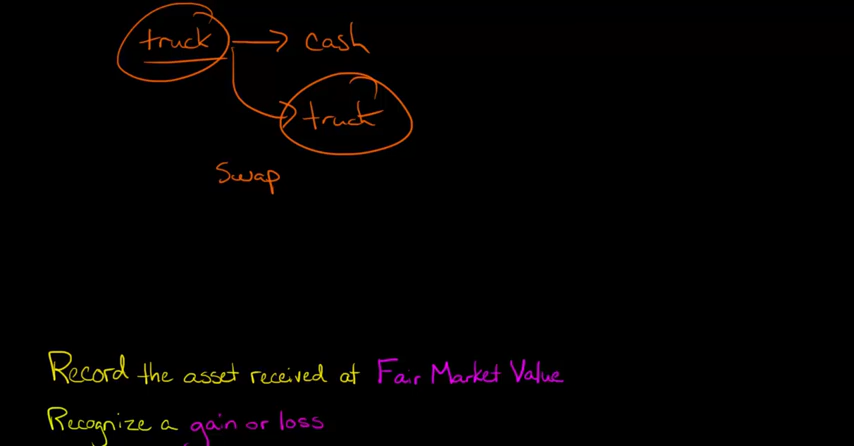 truck cash
truck
Swap
Record the asset received at Fair Market Value
Recognize a gain or loss